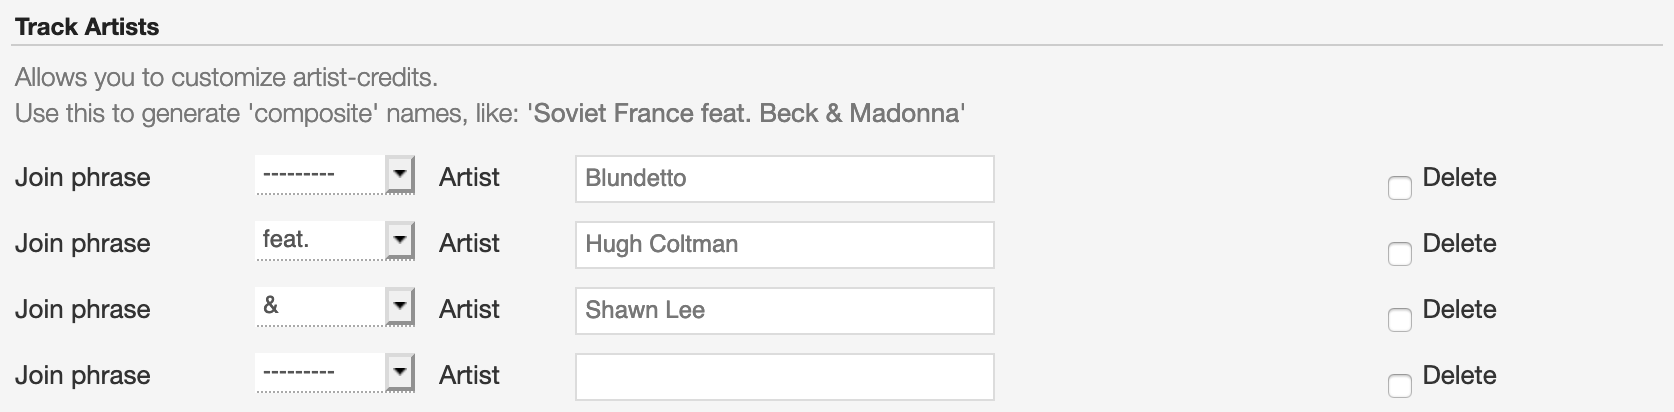 Track Artists
Allows you to customize artist-credits.
Use this to generate 'composite' names, like: 'Soviet France feat. Beck & Madonna'
Join phrase --------- Artist Blundetto Delete
Join phrase feat. Artist Hugh Coltman Delete
Join phrase & Artist Shawn Lee Delete
Join phrase --------- Artist Delete